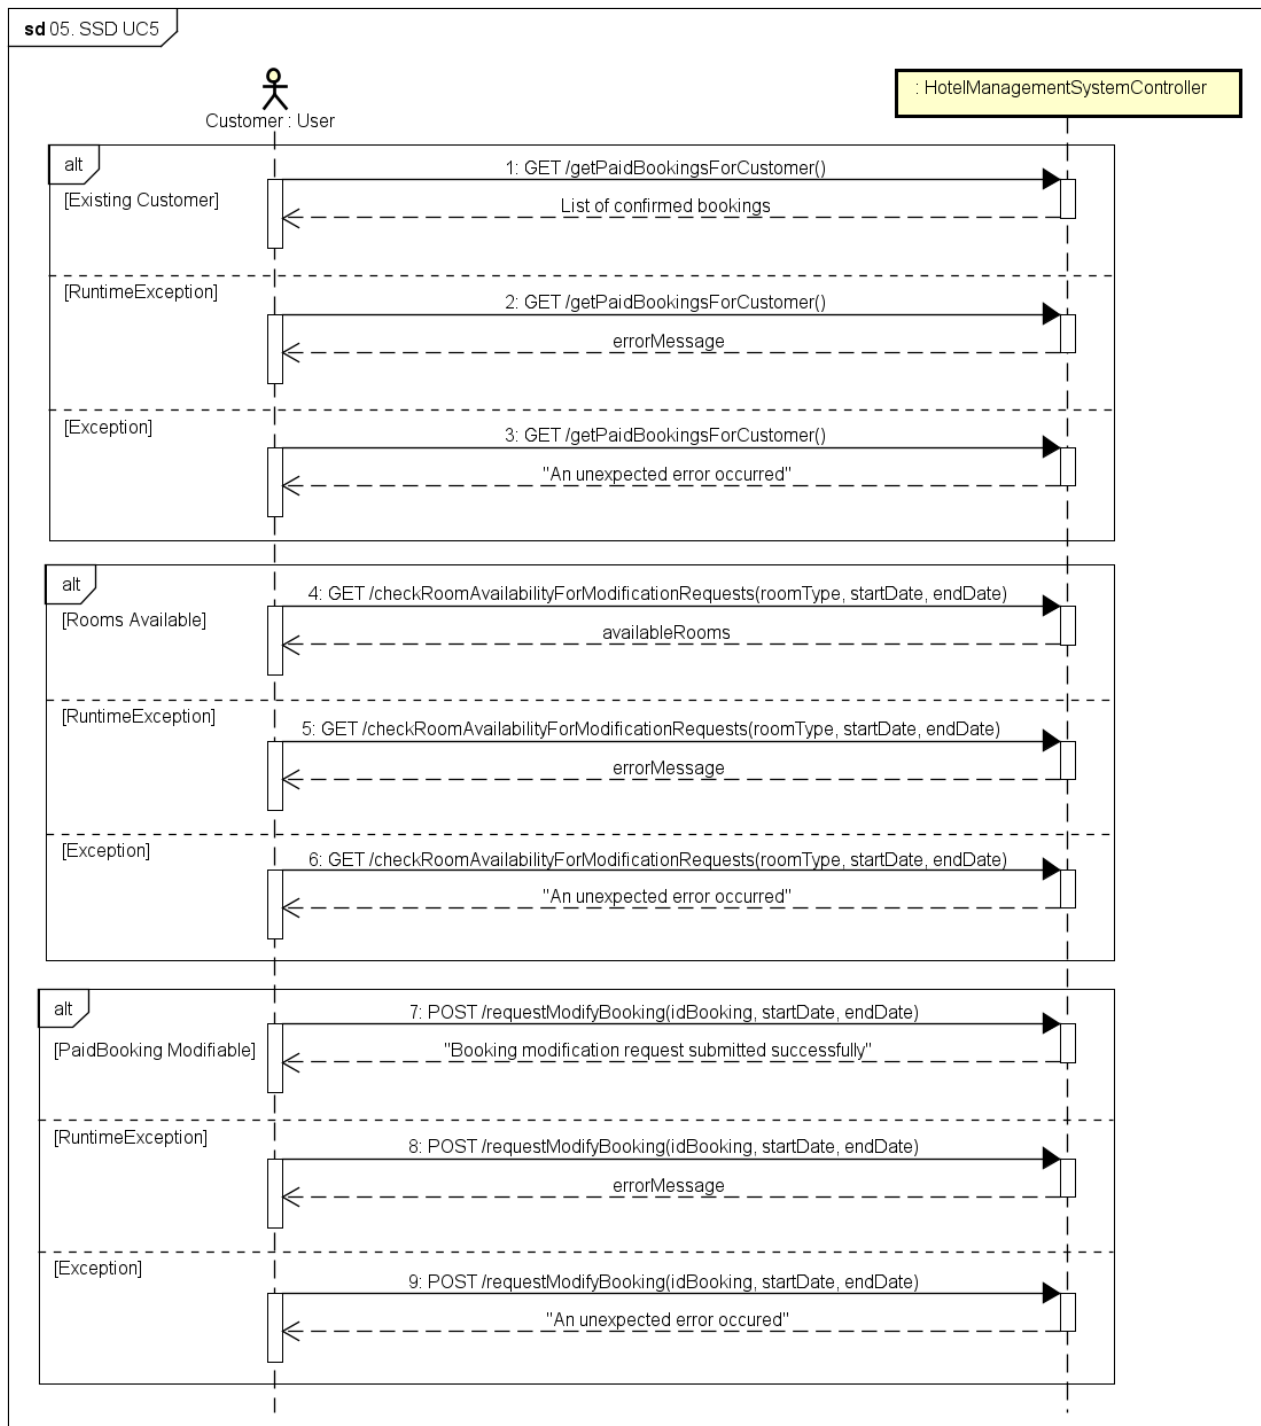 sd 05. SSD UC5
Customer : User
: HotelManagementSystemController
alt
1: GET /getPaidBookingsForCustomer()
[Existing Customer]
List of confirmed bookings
[RuntimeException]
2: GET /getPaidBookingsForCustomer()
errorMessage
[Exception]
3: GET /getPaidBookingsForCustomer()
"An unexpected error occurred"
alt
4: GET /checkRoomAvailabilityForModificationRequests(roomType, startDate, endDate)
[Rooms Available]
availableRooms
[RuntimeException]
5: GET /checkRoomAvailabilityForModificationRequests(roomType, startDate, endDate)
errorMessage
[Exception]
6: GET /checkRoomAvailabilityForModificationRequests(roomType, startDate, endDate)
"An unexpected error occurred"
alt
7: POST /requestModifyBooking(idBooking, startDate, endDate)
[PaidBooking Modifiable]
"Booking modification request submitted successfully"
[RuntimeException]
8: POST /requestModifyBooking(idBooking, startDate, endDate)
errorMessage
[Exception]
9: POST /requestModifyBooking(idBooking, startDate, endDate)
"An unexpected error occured"